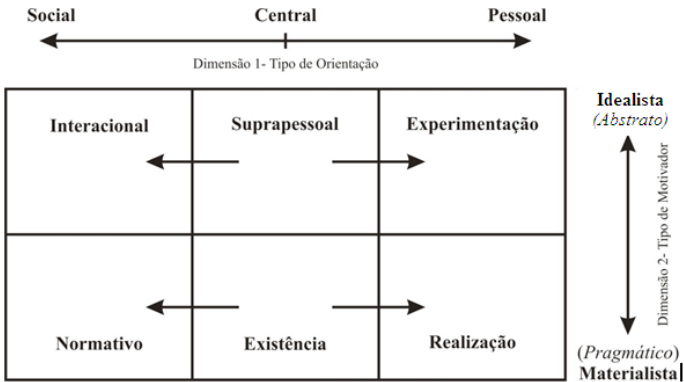 Social Central Pessoal
Dimensão 1- Tipo de Orientação
Interacional Suprapessoal Experimentação
Idealista
(Abstrato)
Dimensão 2- Tipo de Motivador
Normativo Existência Realização
(Pragmático)
Materialista